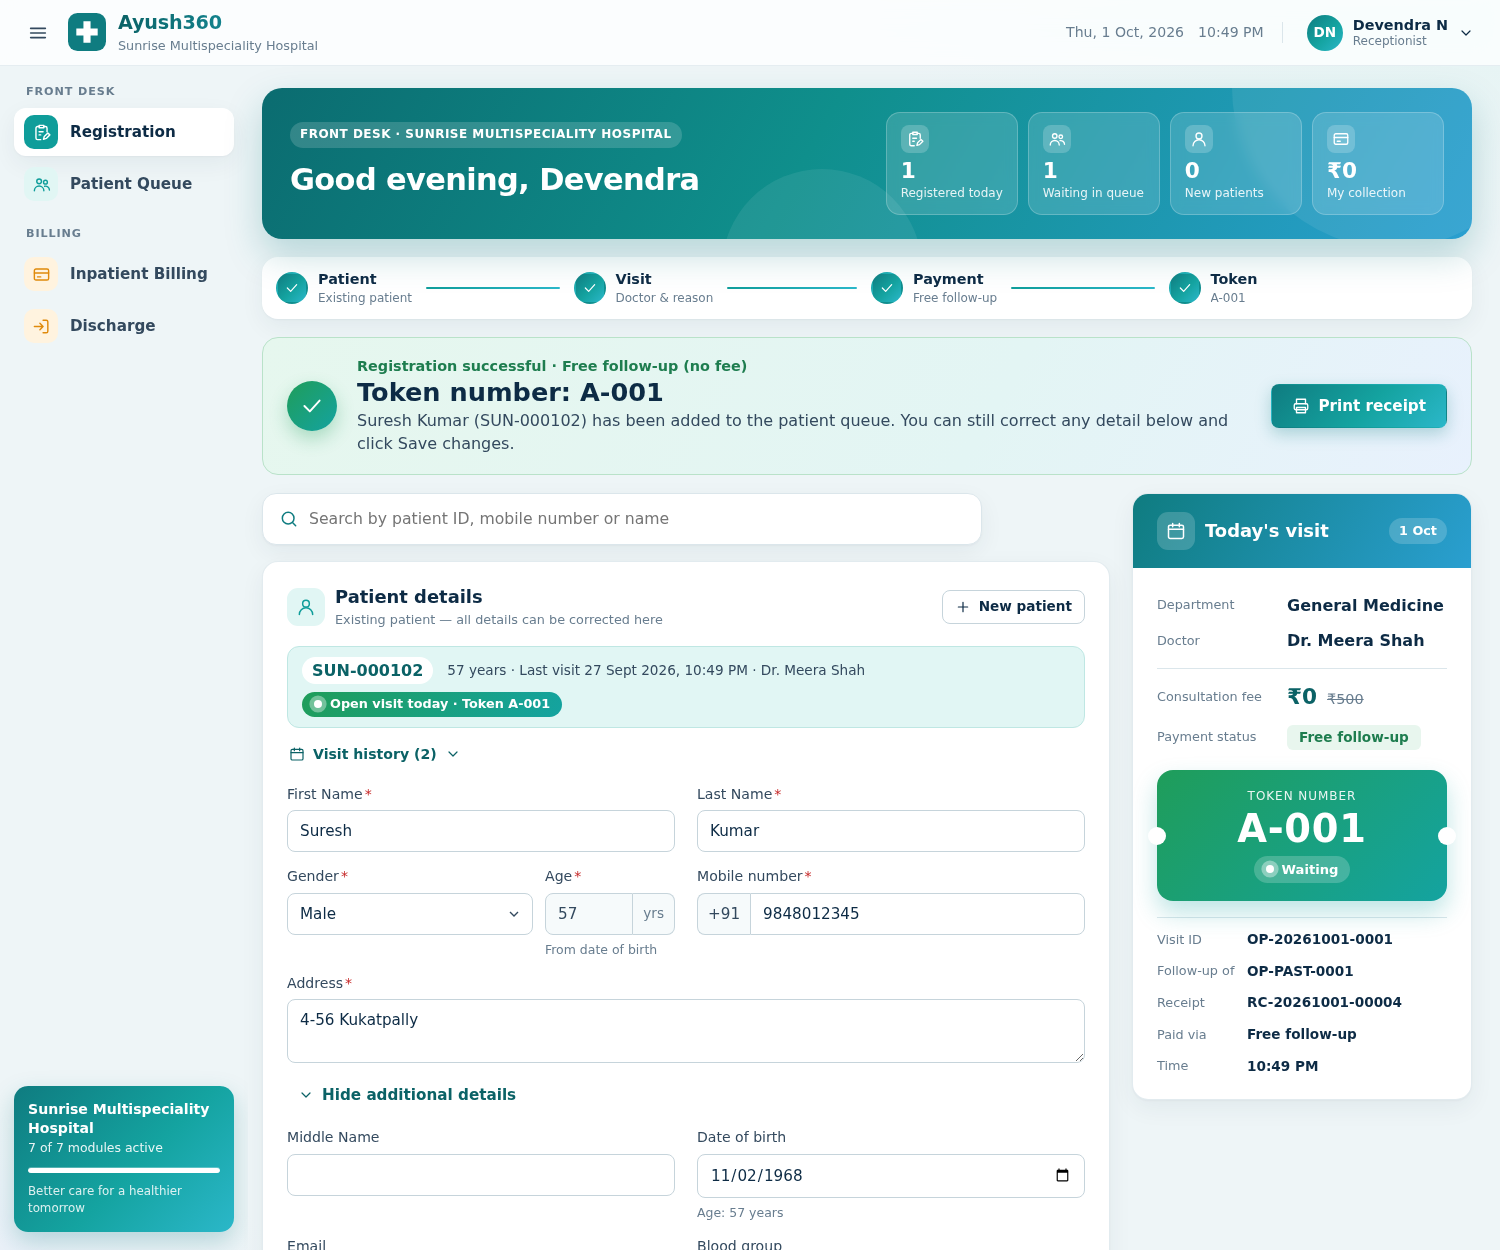 Ayush360
Sunrise Multispeciality Hospital
Thu, 1 Oct, 2026 10:49 PM
DN
Devendra N
Receptionist
FRONT DESK
Registration
Patient Queue
BILLING
Inpatient Billing
Discharge
Sunrise Multispeciality
Hospital
7 of 7 modules active
Better care for a healthier
tomorrow
FRONT DESK · SUNRISE MULTISPECIALITY HOSPITAL
Good evening, Devendra
1
Registered today
1
Waiting in queue
0
New patients
₹0
My collection
Patient
Existing patient
Visit
Doctor & reason
Payment
Free follow-up
Token
A-001
Registration successful · Free follow-up (no fee)
Token number: A-001
Suresh Kumar (SUN-000102) has been added to the patient queue. You can still correct any detail below and
click Save changes.
Print receipt
Search by patient ID, mobile number or name
Patient details
Existing patient — all details can be corrected here
New patient
SUN-000102
57 years · Last visit 27 Sept 2026, 10:49 PM · Dr. Meera Shah
Open visit today · Token A-001
Visit history (2)
First Name*
Last Name*
Suresh
Kumar
Gender*
Age*
Mobile number*
Male
57
yrs
+91
9848012345
From date of birth
Address*
4-56 Kukatpally
Hide additional details
Middle Name
Date of birth
11/02/1968
Age: 57 years
Email
Blood group
Today's visit
1 Oct
Department
General Medicine
Doctor
Dr. Meera Shah
Consultation fee
₹0 ₹500
Payment status
Free follow-up
TOKEN NUMBER
A-001
Waiting
Visit ID
OP-20261001-0001
Follow-up of
OP-PAST-0001
Receipt
RC-20261001-00004
Paid via
Free follow-up
Time
10:49 PM